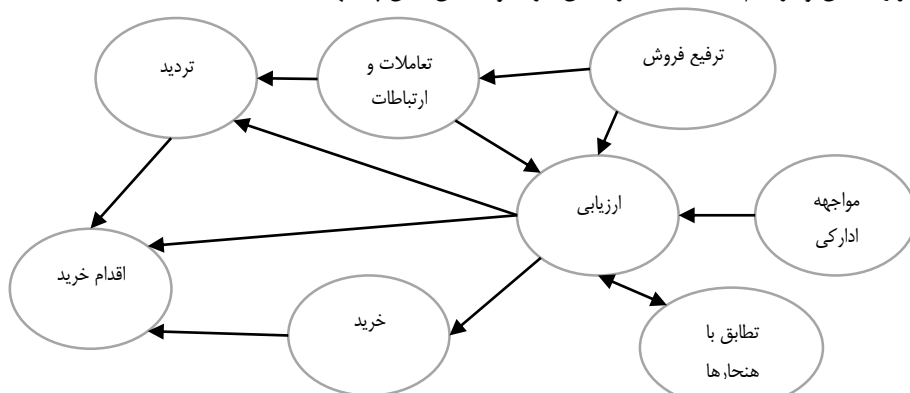 ترفیع فروش
تعاملات و
ارتباطات
تردید
مواجهه
ادارکی
ارزیابی
اقدام خرید
خرید
تطابق با
هنجارها